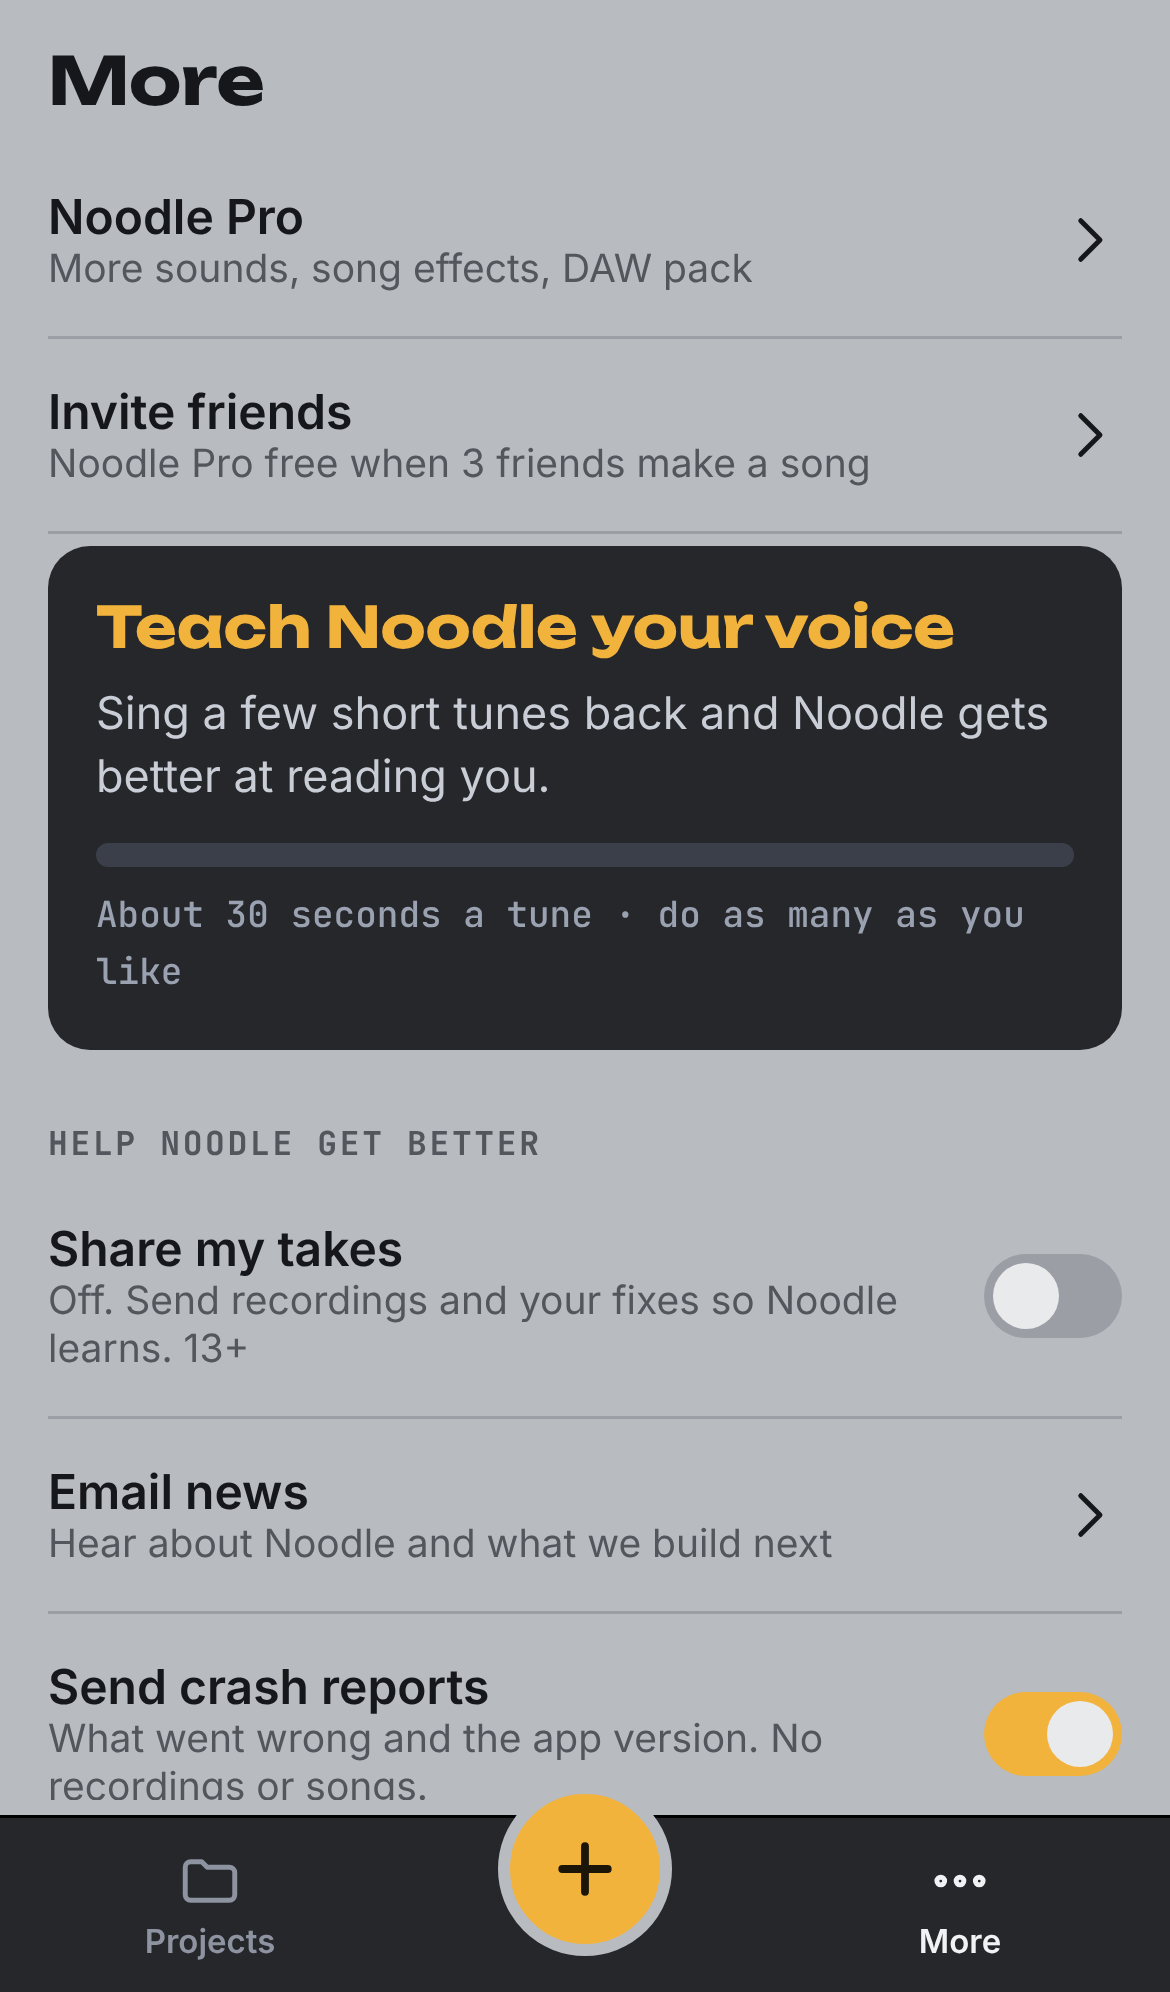 More
Noodle Pro
More sounds, song effects, DAW pack
Invite friends
Noodle Pro free when 3 friends make a song
Teach Noodle your voice
Sing a few short tunes back and Noodle gets
better at reading you.
About 30 seconds a tune · do as many as you
like
HELP NOODLE GET BETTER
Share my takes
Off. Send recordings and your fixes so Noodle
learns. 13+
Email news
Hear about Noodle and what we build next
Send crash reports
What went wrong and the app version. No
recordings or songs.
Projects
More